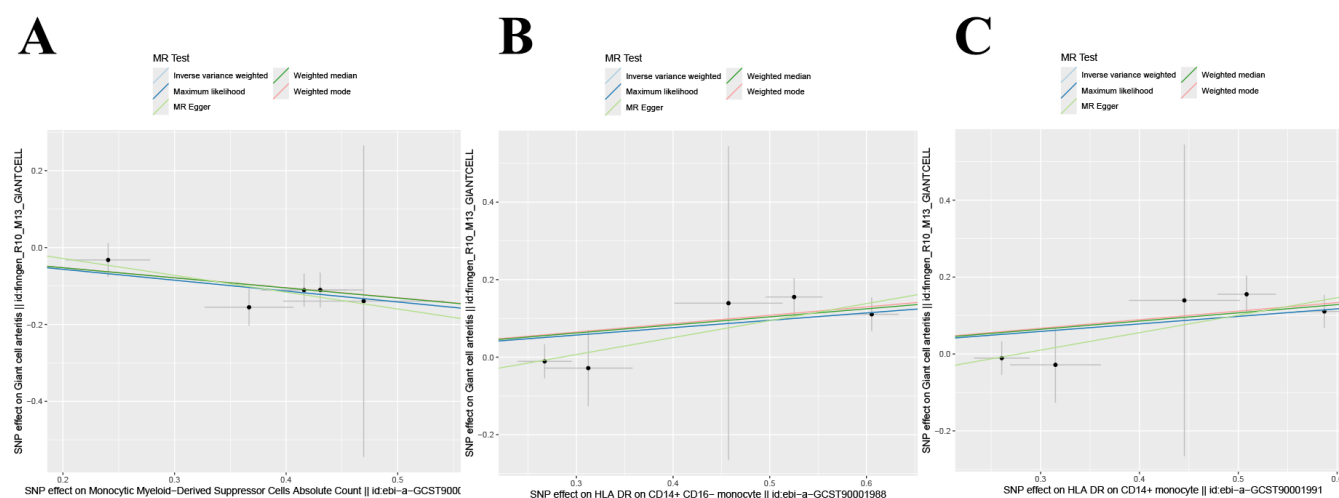 A
MR Test
Inverse variance weighted
Weighted median
Maximum likelihood
Weighted mode
MR Egger
SNP effect on Giant cell arteritis || id:finngen_R10_M13_GIANTCELL
0.2
0.0
-0.2
-0.4
0.2
0.3
0.4
0.5
SNP effect on Monocytic Myeloid-Derived Suppressor Cells Absolute Count || id:ebi-a-GCST900
B
MR Test
Inverse variance weighted
Weighted median
Maximum likelihood
Weighted mode
MR Egger
SNP effect on Giant cell arteritis || id:finngen_R10_M13_GIANTCELL
0.4
0.2
0.0
-0.2
0.3
0.4
0.5
0.6
SNP effect on HLA DR on CD14+ CD16- monocyte || id:ebi-a-GCST90001988
C
MR Test
Inverse variance weighted
Weighted median
Maximum likelihood
Weighted mode
MR Egger
SNP effect on Giant cell arteritis || id:finngen_R10_M13_GIANTCELL
0.4
0.2
0.0
-0.2
0.3
0.4
0.5
SNP effect on HLA DR on CD14+ monocyte || id:ebi-a-GCST90001991